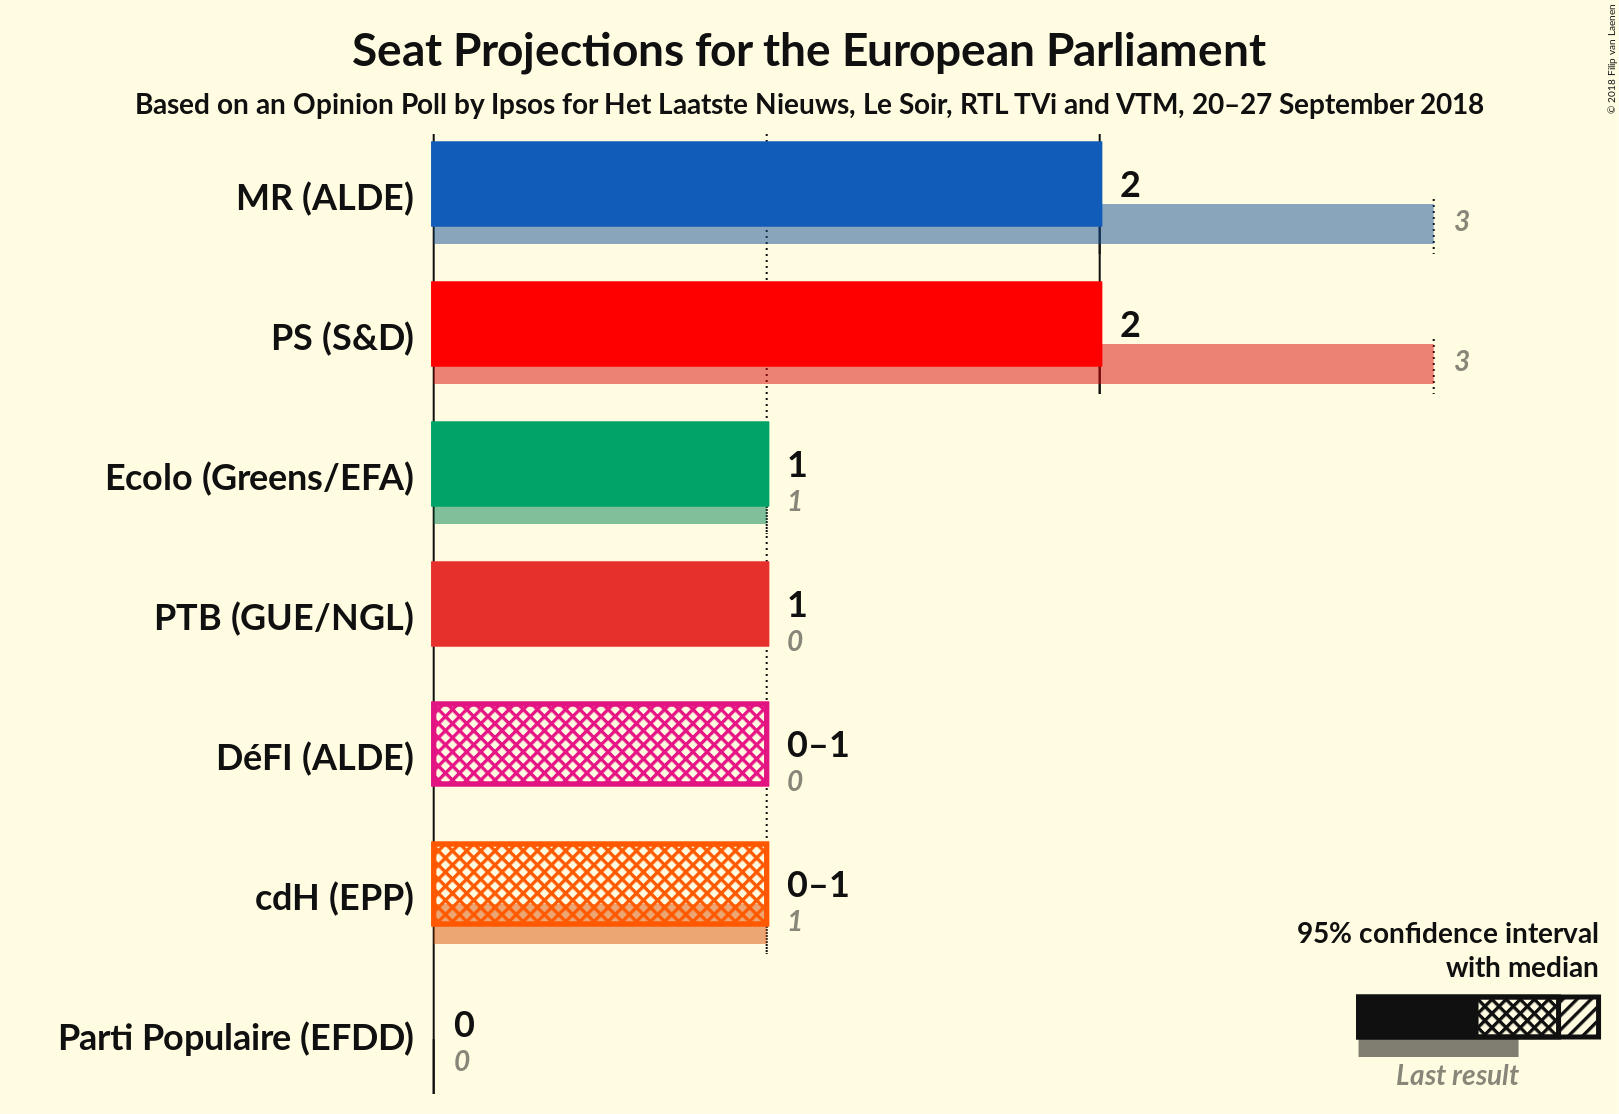 Seat Projections for the European Parliament
Based on an Opinion Poll by Ipsos for Het Laatste Nieuws, Le Soir, RTL TVi and VTM, 20–27 September 2018
© 2018 Filip van Laenen
MR (ALDE)
2
3
PS (S&D)
2
3
Ecolo (Greens/EFA)
1
1
PTB (GUE/NGL)
1
0
DéFI (ALDE)
0–1
0
cdH (EPP)
0–1
1
Parti Populaire (EFDD)
0
0
95% confidence interval
with median
Last result